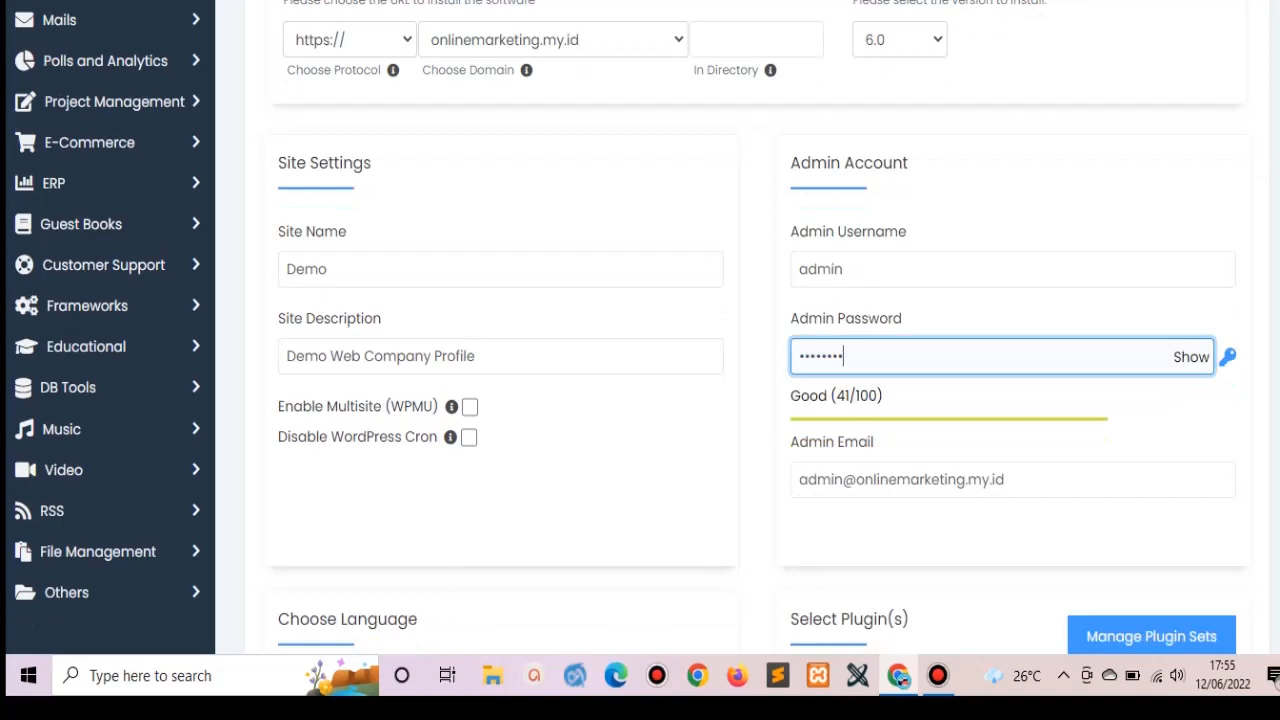 Please choose the URL to install the software
Please select the version to install.
Mails
Polls and Analytics
Project Management
E-Commerce
ERP
Guest Books
Customer Support
Frameworks
Educational
DB Tools
Music
Video
RSS
File Management
Others
https://
onlinemarketing.my.id
6.0
Choose Protocol
Choose Domain
In Directory
Site Settings
Site Name
Demo
Site Description
Demo Web Company Profile
Enable Multisite (WPMU)
Disable WordPress Cron
Admin Account
Admin Username
admin
Admin Password
••••••••
Show
Good (41/100)
Admin Email
admin@onlinemarketing.my.id
Choose Language
Select Plugin(s)
Manage Plugin Sets
Type here to search
26°C
17:55
12/06/2022